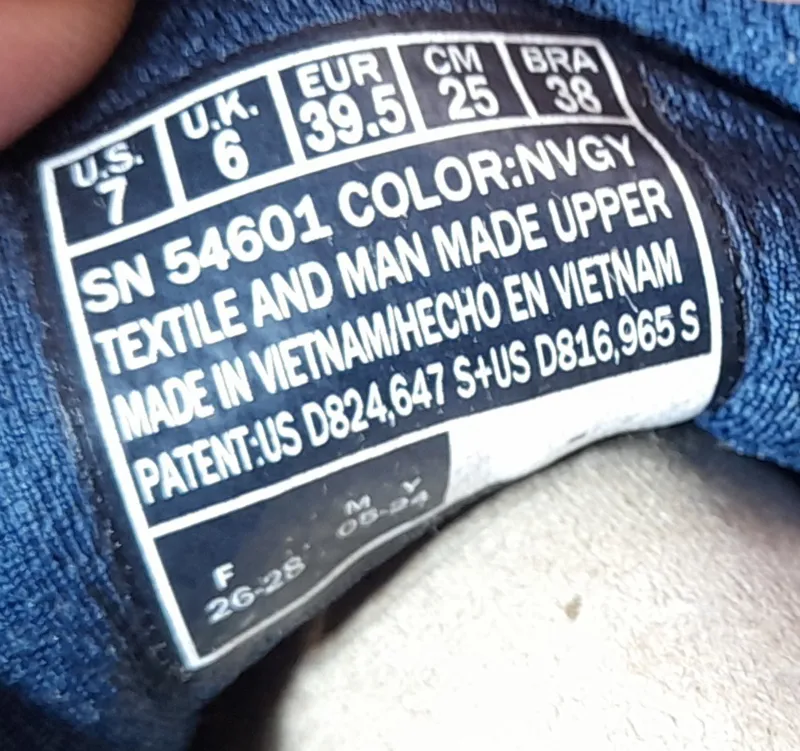 U.S. U.K. EUR CM BRA
7 6 39.5 25 38
SN 54601 COLOR:NVGY
TEXTILE AND MAN MADE UPPER
MADE IN VIETNAM/HECHO EN VIETNAM
PATENT:US D824,647 S+US D816,965 S
F M Y
26-28 05-24